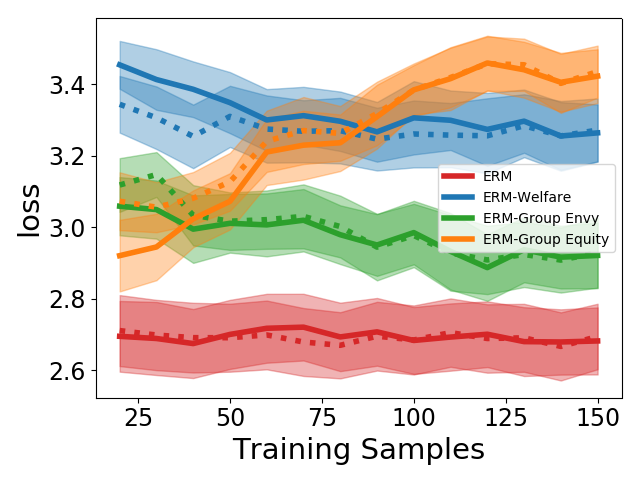 loss
3.4
3.2
3.0
2.8
2.6
ERM
ERM-Welfare
ERM-Group Envy
ERM-Group Equity
25 50 75 100 125 150
Training Samples